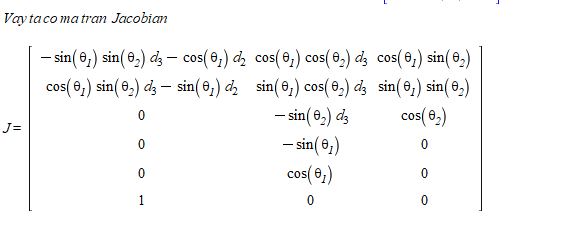 Vay ta co ma tran Jacobian
−sin(θ₁) sin(θ₂) d₃ − cos(θ₁) d₂ cos(θ₁) cos(θ₂) d₃ cos(θ₁) sin(θ₂)
cos(θ₁) sin(θ₂) d₃ − sin(θ₁) d₂ sin(θ₁) cos(θ₂) d₃ sin(θ₁) sin(θ₂)
0 −sin(θ₂) d₃ cos(θ₂)
J= 0 −sin(θ₁) 0
0 cos(θ₁) 0
1 0 0